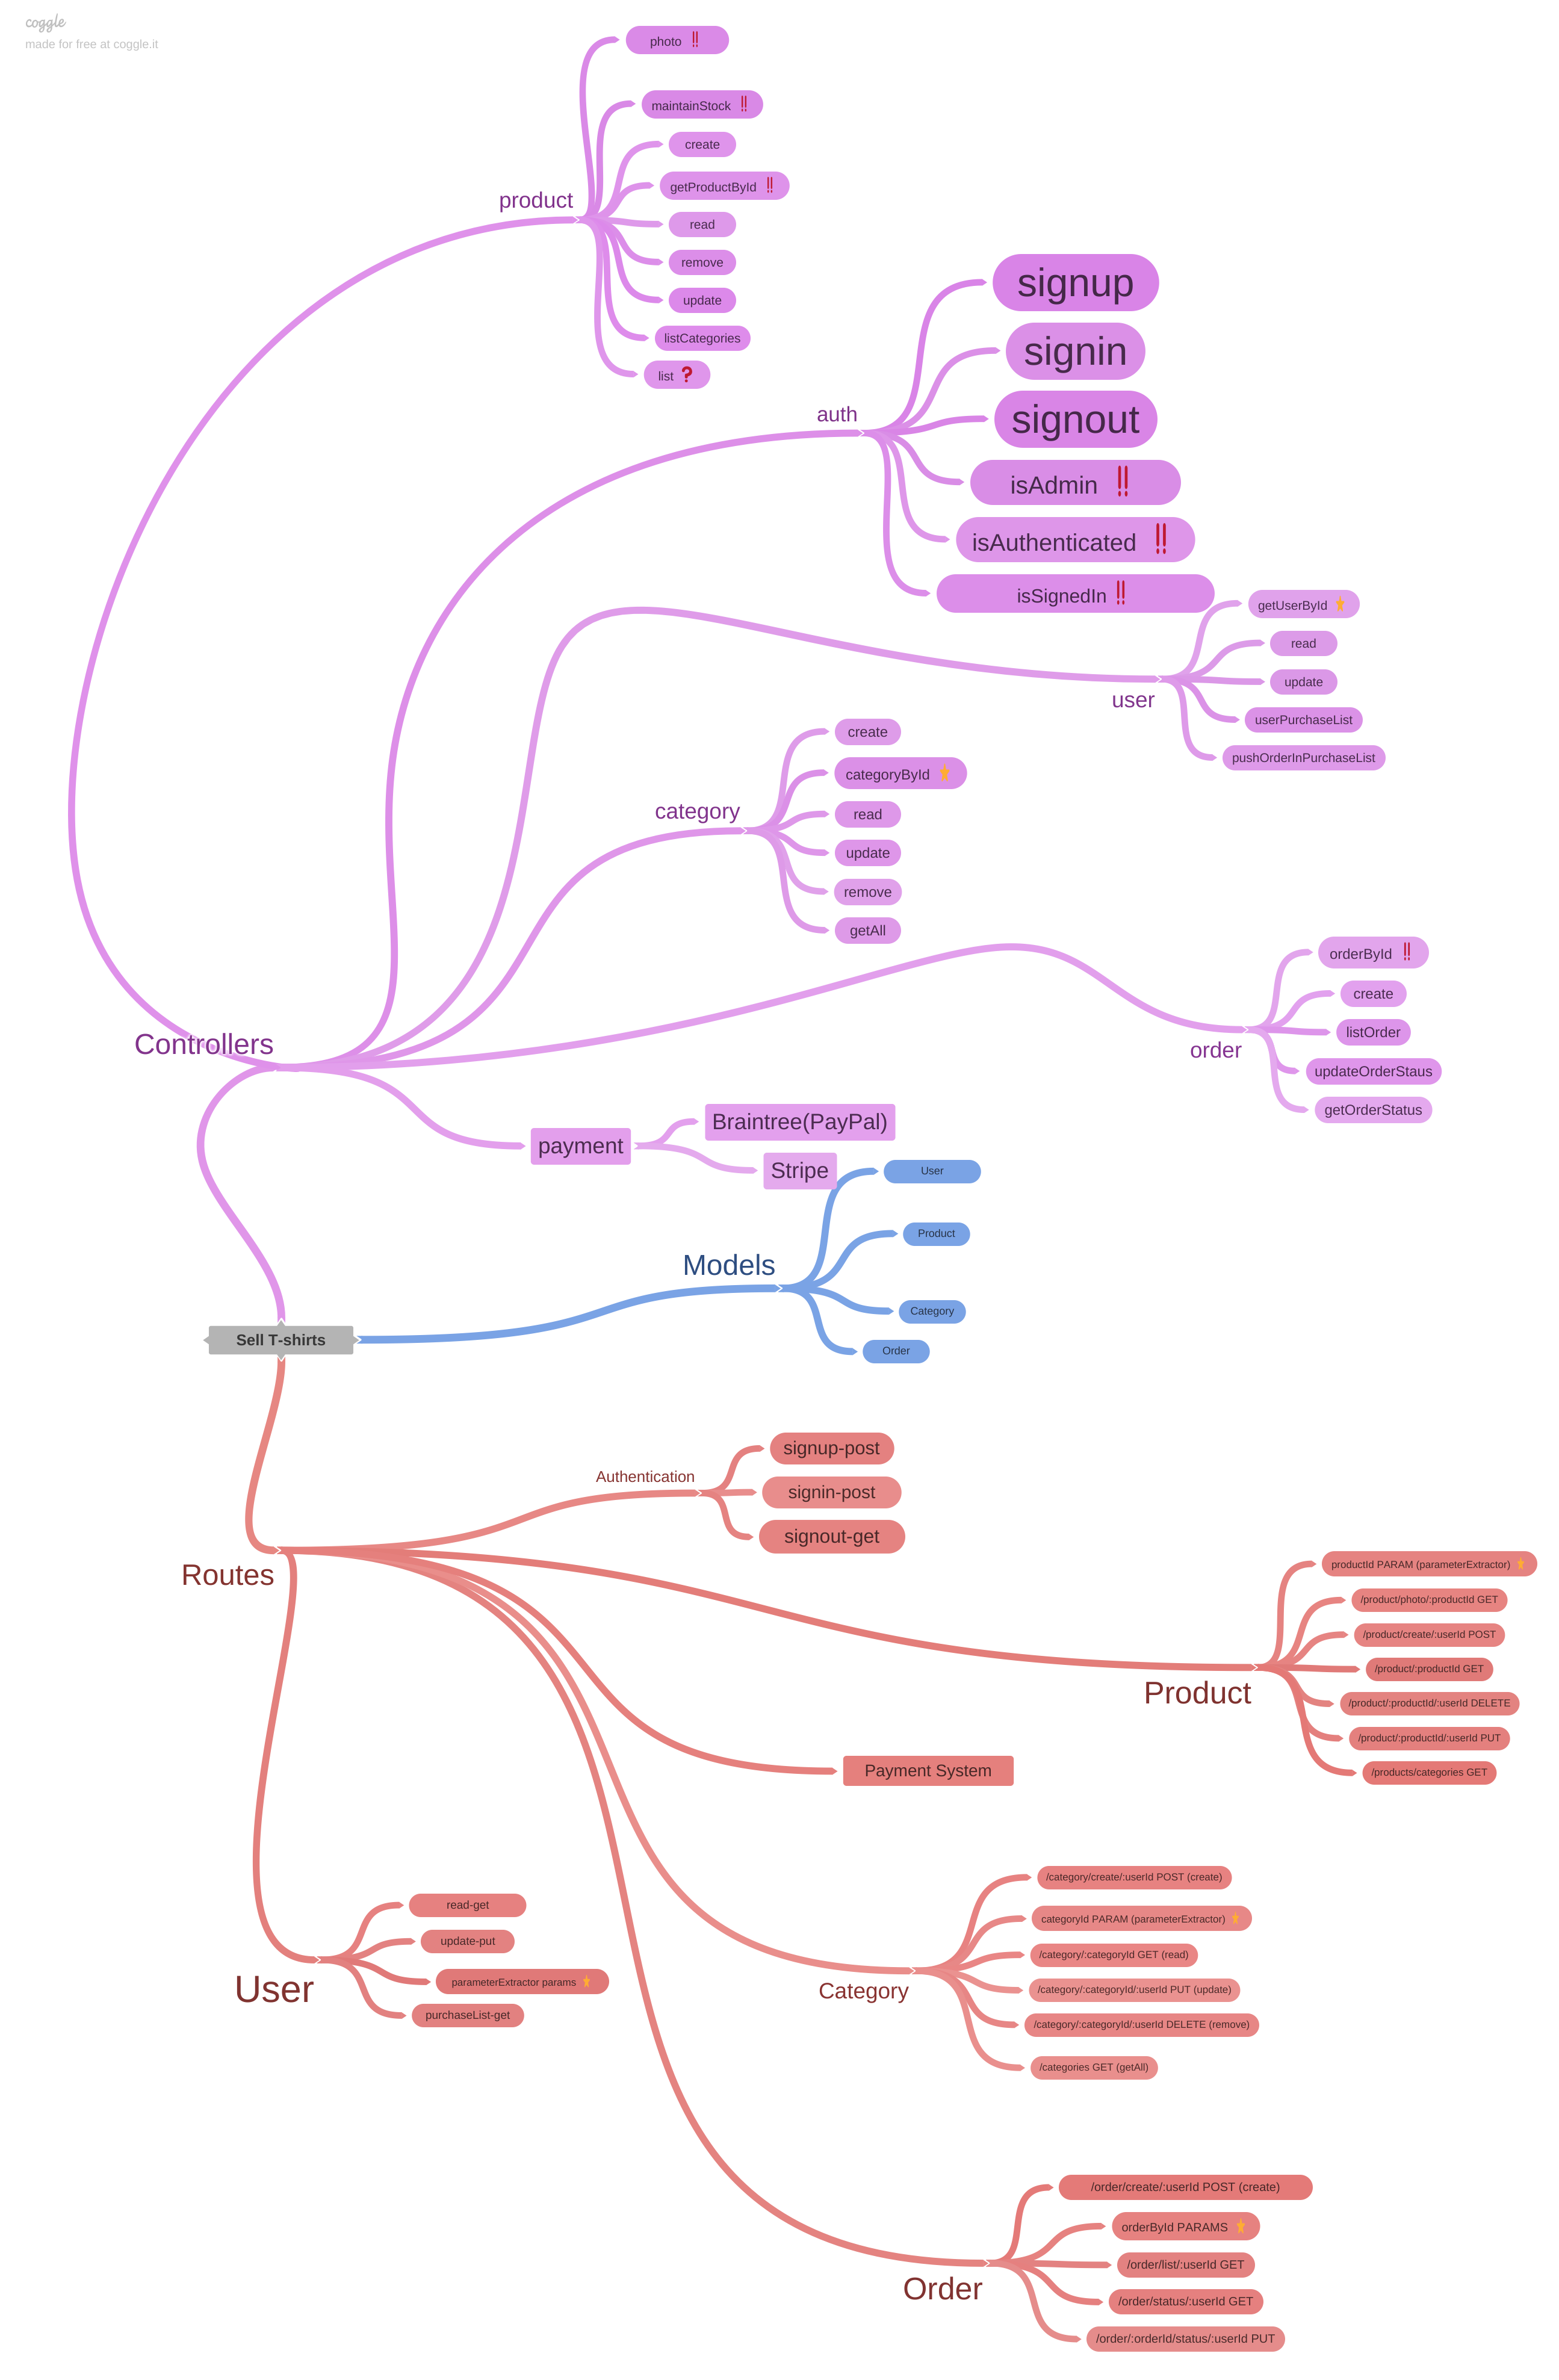 coggle
made for free at coggle.it
product
photo ‼
maintainStock ‼
create
getProductById ‼
read
remove
update
listCategories
list ❓
auth
signup
signin
signout
isAdmin ‼
isAuthenticated ‼
isSignedIn ‼
user
getUserById
read
update
userPurchaseList
pushOrderInPurchaseList
category
create
categoryById
read
update
remove
getAll
Controllers
order
orderById ‼
create
listOrder
updateOrderStaus
getOrderStatus
payment
Braintree(PayPal)
Stripe
Models
User
Product
Category
Order
Sell T-shirts
Authentication
signup-post
signin-post
signout-get
Routes
Product
productId PARAM (parameterExtractor)
/product/photo/:productId GET
/product/create/:userId POST
/product/:productId GET
/product/:productId/:userId DELETE
/product/:productId/:userId PUT
/products/categories GET
Payment System
User
read-get
update-put
parameterExtractor params
purchaseList-get
Category
/category/create/:userId POST (create)
categoryId PARAM (parameterExtractor)
/category/:categoryId GET (read)
/category/:categoryId/:userId PUT (update)
/category/:categoryId/:userId DELETE (remove)
/categories GET (getAll)
Order
/order/create/:userId POST (create)
orderById PARAMS
/order/list/:userId GET
/order/status/:userId GET
/order/:orderId/status/:userId PUT